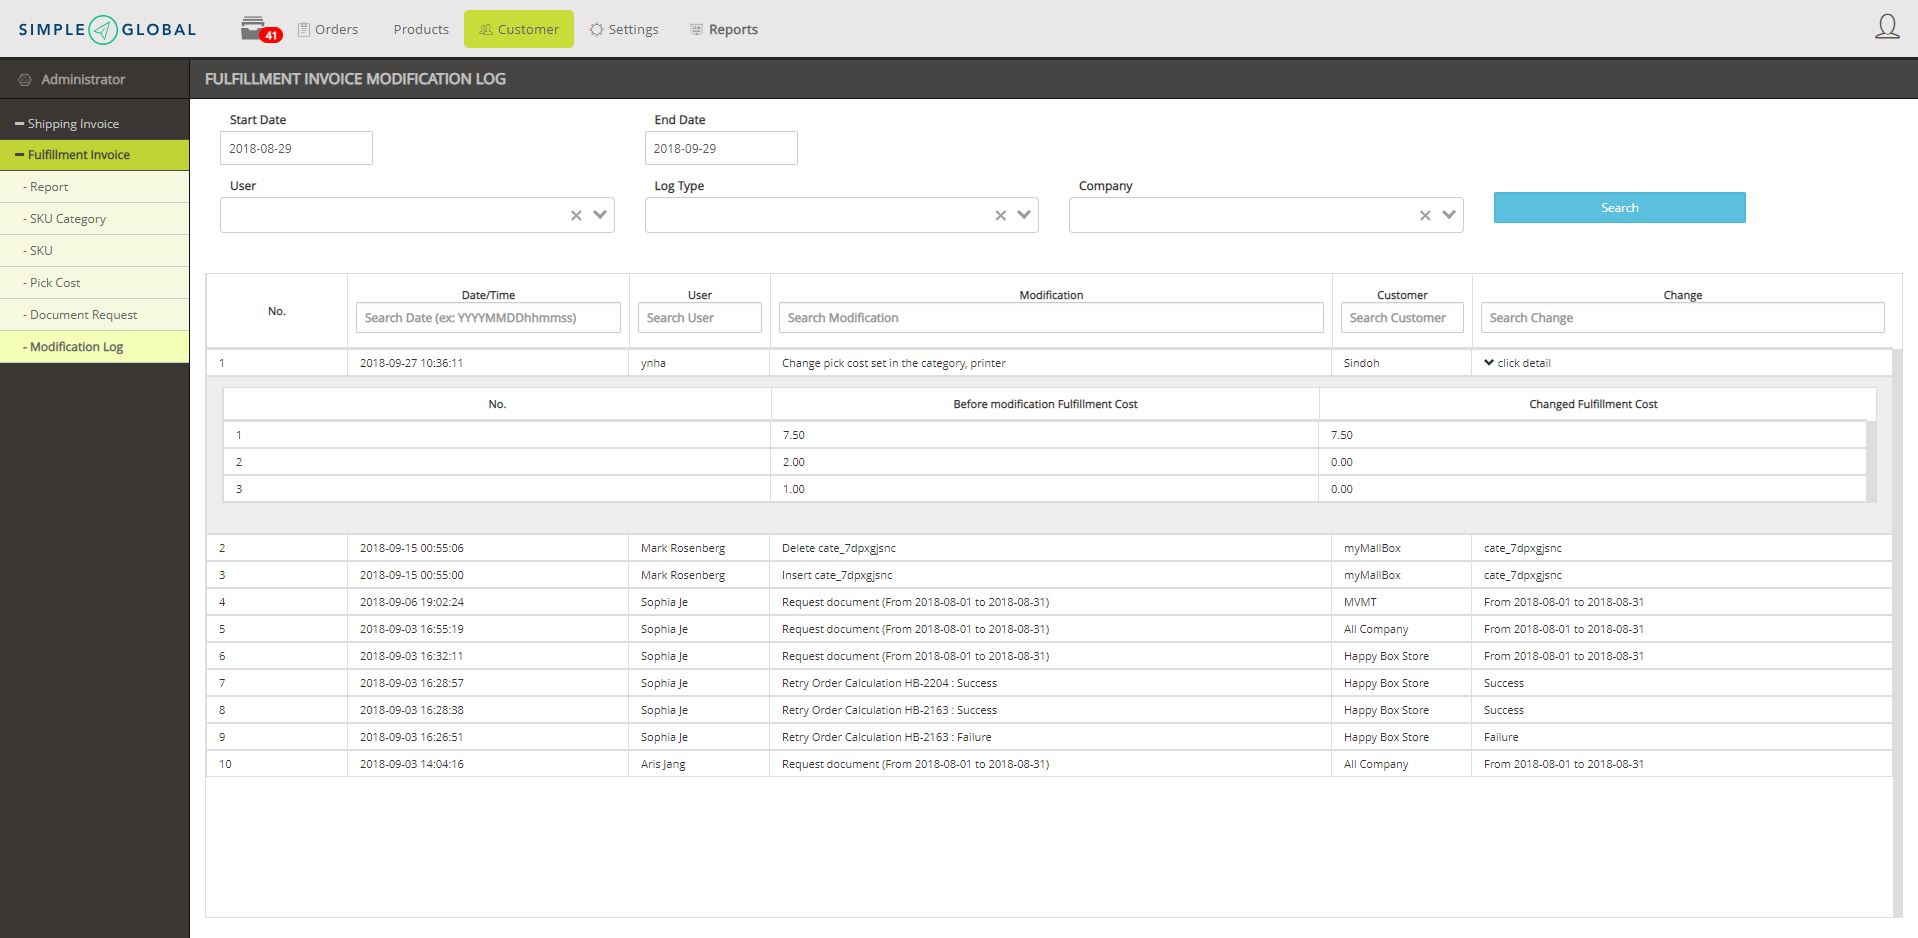 SIMPLE GLOBAL
41
Orders
Products
Customer
Settings
Reports
Administrator
FULFILLMENT INVOICE MODIFICATION LOG
Shipping Invoice
Fulfillment Invoice
- Report
- SKU Category
- SKU
- Pick Cost
- Document Request
- Modification Log
Start Date
End Date
2018-08-29
2018-09-29
User
Log Type
Company
Search
No.
Date/Time
User
Modification
Customer
Change
Search Date (ex: YYYYMMDDhhmmss)
Search User
Search Modification
Search Customer
Search Change
1 2018-09-27 10:36:11 ynha Change pick cost set in the category, printer Sindoh click detail
No. Before modification Fulfillment Cost Changed Fulfillment Cost
1 7.50 7.50
2 2.00 0.00
3 1.00 0.00
2 2018-09-15 00:55:06 Mark Rosenberg Delete cate_7dpxgjsnc myMallBox cate_7dpxgjsnc
3 2018-09-15 00:55:00 Mark Rosenberg Insert cate_7dpxgjsnc myMallBox cate_7dpxgjsnc
4 2018-09-06 19:02:24 Sophia Je Request document (From 2018-08-01 to 2018-08-31) MVMT From 2018-08-01 to 2018-08-31
5 2018-09-03 16:55:19 Sophia Je Request document (From 2018-08-01 to 2018-08-31) All Company From 2018-08-01 to 2018-08-31
6 2018-09-03 16:32:11 Sophia Je Request document (From 2018-08-01 to 2018-08-31) Happy Box Store From 2018-08-01 to 2018-08-31
7 2018-09-03 16:28:57 Sophia Je Retry Order Calculation HB-2204 : Success Happy Box Store Success
8 2018-09-03 16:28:38 Sophia Je Retry Order Calculation HB-2163 : Success Happy Box Store Success
9 2018-09-03 16:26:51 Sophia Je Retry Order Calculation HB-2163 : Failure Happy Box Store Failure
10 2018-09-03 14:04:16 Aris Jang Request document (From 2018-08-01 to 2018-08-31) All Company From 2018-08-01 to 2018-08-31